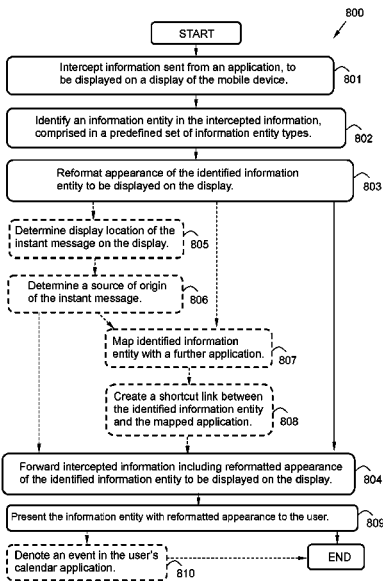 START
800
Intercept information sent from an application, to
be displayed on a display of the mobile device.
801
Identify an information entity in the intercepted information,
comprised in a predefined set of information entity types.
802
Reformat appearance of the identified information
entity to be displayed on the display.
803
Determine display location of the
instant message on the display.
805
Determine a source of origin
of the instant message.
806
Map identified information
entity with a further application.
807
Create a shortcut link between
the identified information entity
and the mapped application.
808
Forward intercepted information including reformatted appearance
of the identified information entity to be displayed on the display.
804
Present the information entity with reformatted appearance to the user.
809
Denote an event in the user's
calendar application.
810
END